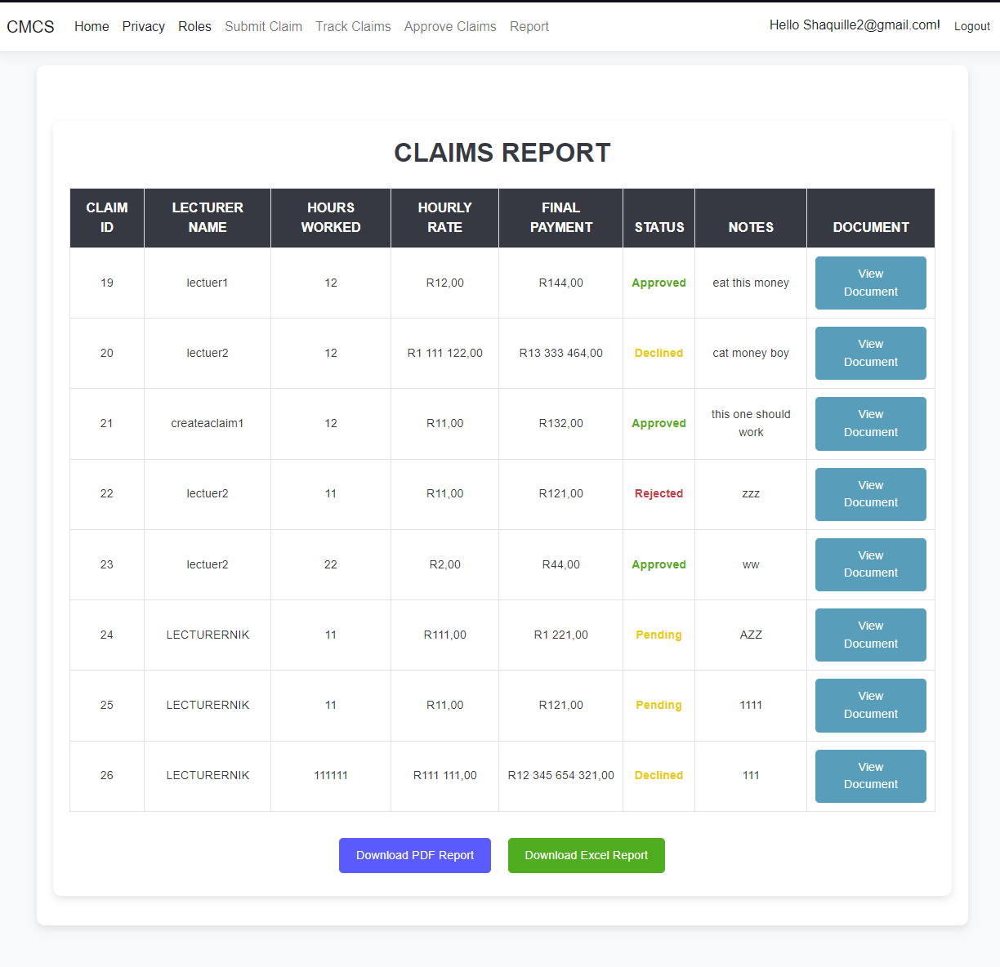 CMCS Home Privacy Roles Submit Claim Track Claims Approve Claims Report Hello Shaquille2@gmail.com! Logout
CLAIMS REPORT
CLAIM ID LECTURER NAME HOURS WORKED HOURLY RATE FINAL PAYMENT STATUS NOTES DOCUMENT
19 lectuer1 12 R12,00 R144,00 Approved eat this money View Document
20 lectuer2 12 R1 111 122,00 R13 333 464,00 Declined cat money boy View Document
21 createaclaim1 12 R11,00 R132,00 Approved this one should work View Document
22 lectuer2 11 R11,00 R121,00 Rejected zzz View Document
23 lectuer2 22 R2,00 R44,00 Approved ww View Document
24 LECTURERNIK 11 R111,00 R1 221,00 Pending AZZ View Document
25 LECTURERNIK 11 R11,00 R121,00 Pending 1111 View Document
26 LECTURERNIK 111111 R111 111,00 R12 345 654 321,00 Declined 111 View Document
Download PDF Report Download Excel Report